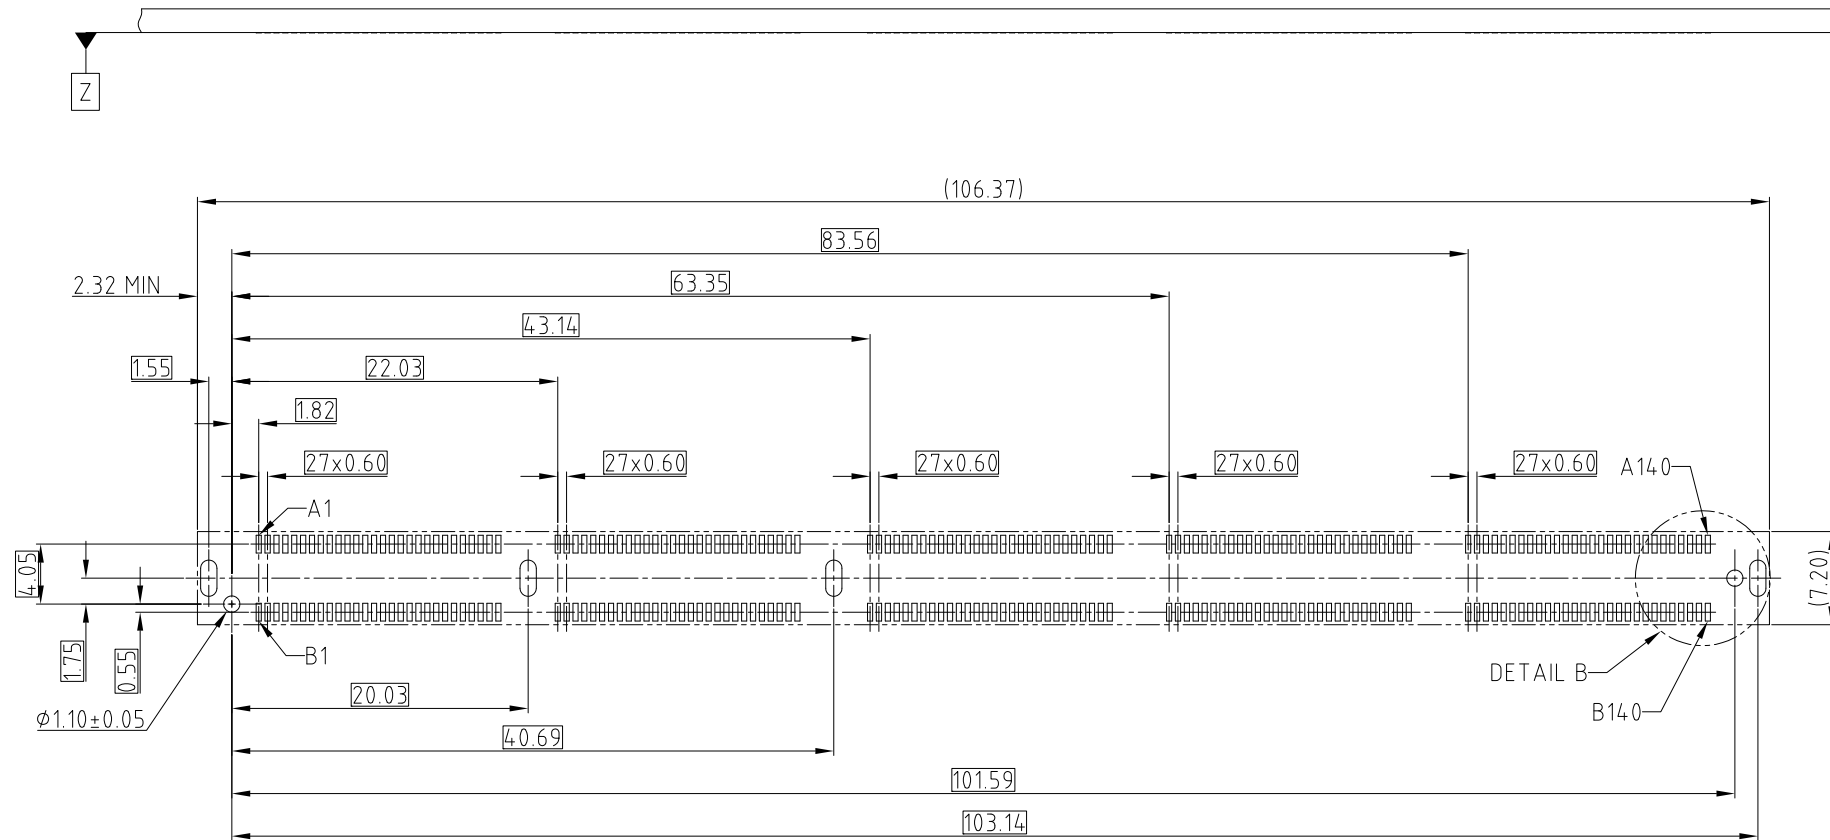 Z
(106.37)
83.56
2.32 MIN
63.35
43.14
1.55
22.03
1.82
27x0.60
27x0.60
27x0.60
27x0.60
27x0.60
A140
A1
4.05
(7.20)
1.75
0.55
B1
DETAIL B
20.03
B140
φ1.10±0.05
40.69
101.59
103.14